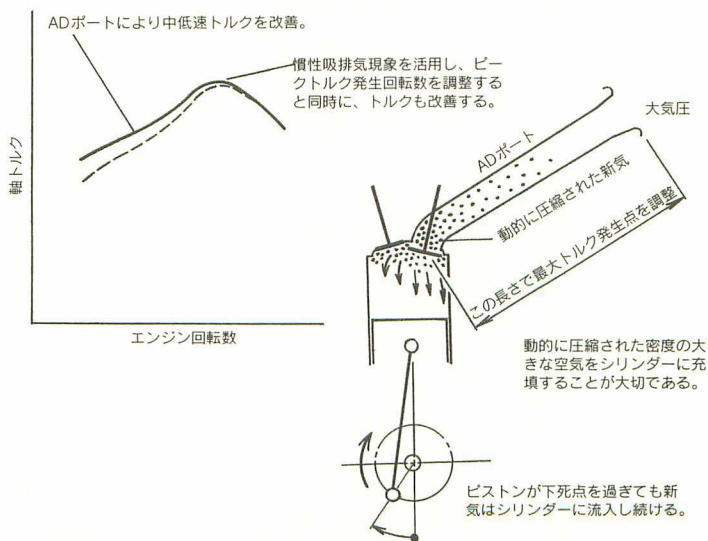 ADポートにより中低速トルクを改善。
慣性吸排気現象を活用し、ピー
クトルク発生回転数を調整する
と同時に、トルクも改善する。
軸トルク
エンジン回転数
大気圧
ADポート
動的に圧縮された新気
この長さで最大トルク発生点を調整
動的に圧縮された密度の大
きな空気をシリンダーに充
填することが大切である。
ピストンが下死点を過ぎても新
気はシリンダーに流入し続ける。